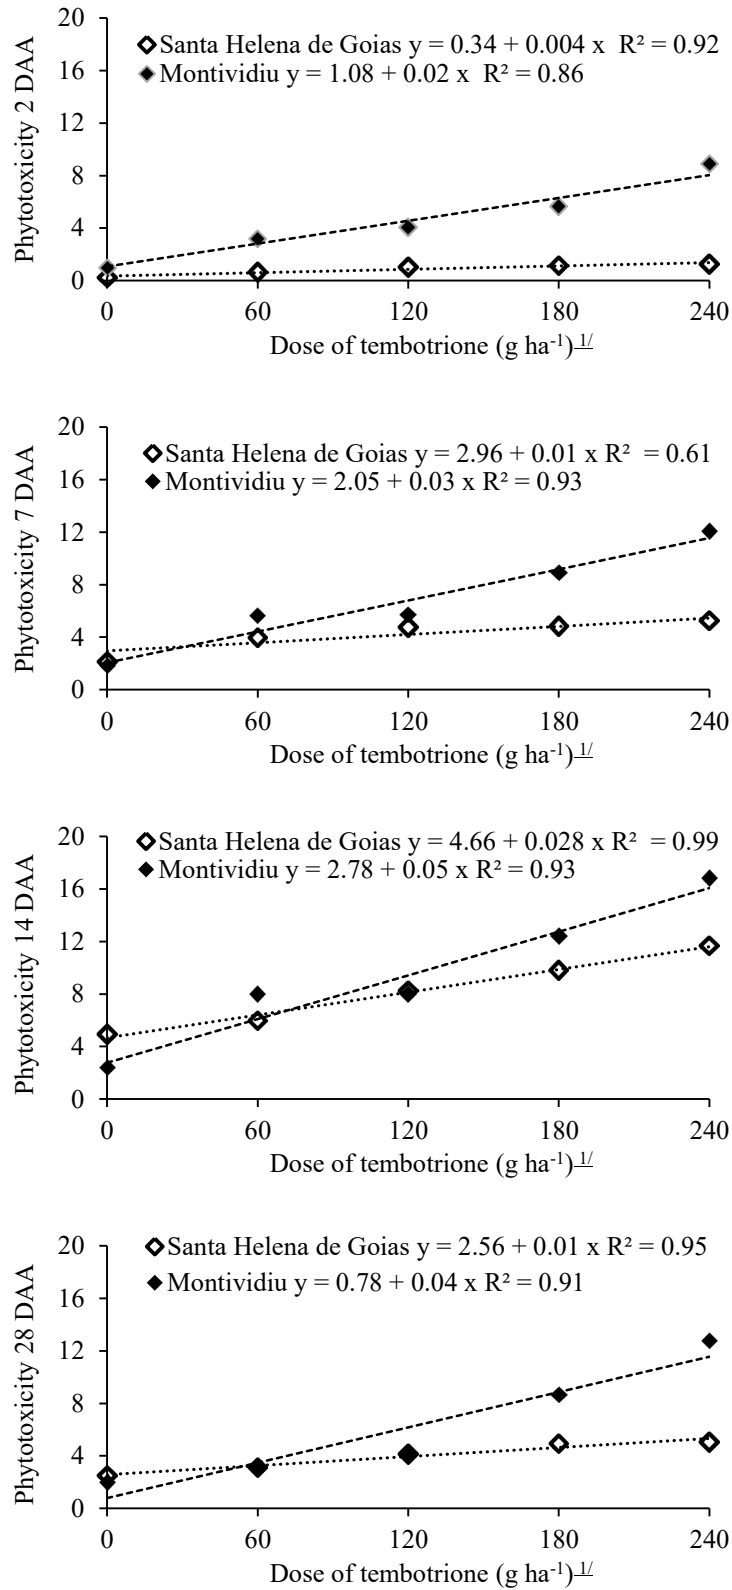 20
16
12
8
4
0
Phytotoxicity 2 DAA
Santa Helena de Goias y = 0.34 + 0.004 x R² = 0.92
Montividiu y = 1.08 + 0.02 x R² = 0.86
0 60 120 180 240
Dose of tembotrione (g ha⁻¹)¹/
20
16
12
8
4
0
Phytotoxicity 7 DAA
Santa Helena de Goias y = 2.96 + 0.01 x R² = 0.61
Montividiu y = 2.05 + 0.03 x R² = 0.93
0 60 120 180 240
Dose of tembotrione (g ha⁻¹)¹/
20
16
12
8
4
0
Phytotoxicity 14 DAA
Santa Helena de Goias y = 4.66 + 0.028 x R² = 0.99
Montividiu y = 2.78 + 0.05 x R² = 0.93
0 60 120 180 240
Dose of tembotrione (g ha⁻¹)¹/
20
16
12
8
4
0
Phytotoxicity 28 DAA
Santa Helena de Goias y = 2.56 + 0.01 x R² = 0.95
Montividiu y = 0.78 + 0.04 x R² = 0.91
0 60 120 180 240
Dose of tembotrione (g ha⁻¹)¹/